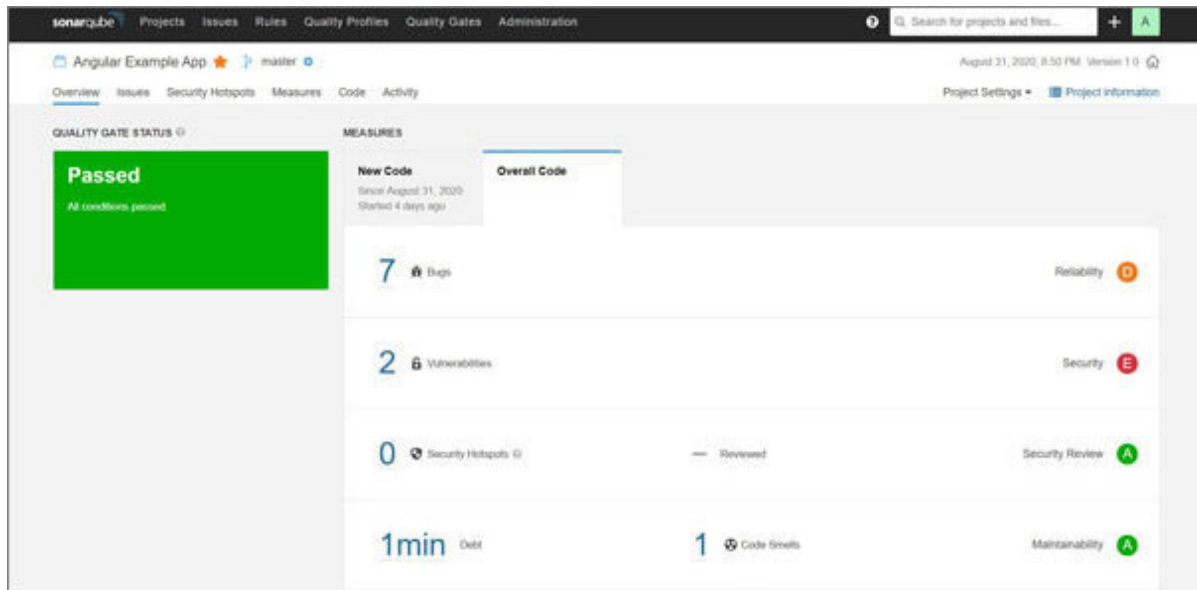 sonarqube Projects Issues Rules Quality Profiles Quality Gates Administration ? Search for projects and files... + A
Angular Example App master August 31, 2020, 8:50 PM Version 1.0
Overview Issues Security Hotspots Measures Code Activity Project Settings Project Information
QUALITY GATE STATUS MEASURES
Passed
All conditions passed.
New Code Overall Code
Since August 31, 2020
Started 4 days ago
7 Bugs Reliability D
2 Vulnerabilities Security E
0 Security Hotspots — Reviewed Security Review A
1min Debt 1 Code Smells Maintainability A